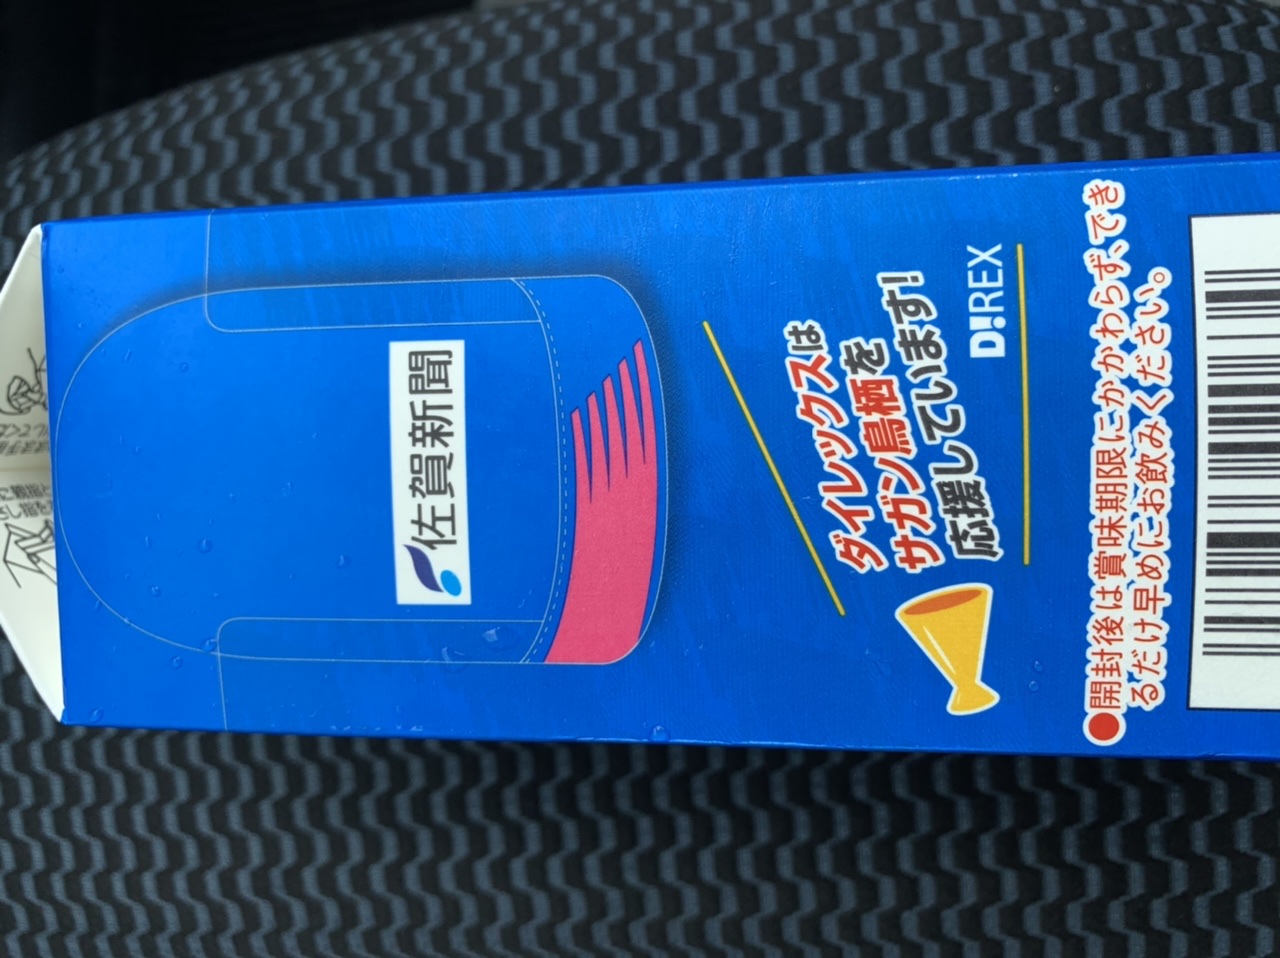 佐賀新聞
ダイレックスは
サガン鳥栖を
応援しています!
D!REX
●開封後は賞味期限にかかわらず、でき
るだけ早めにお飲みください。